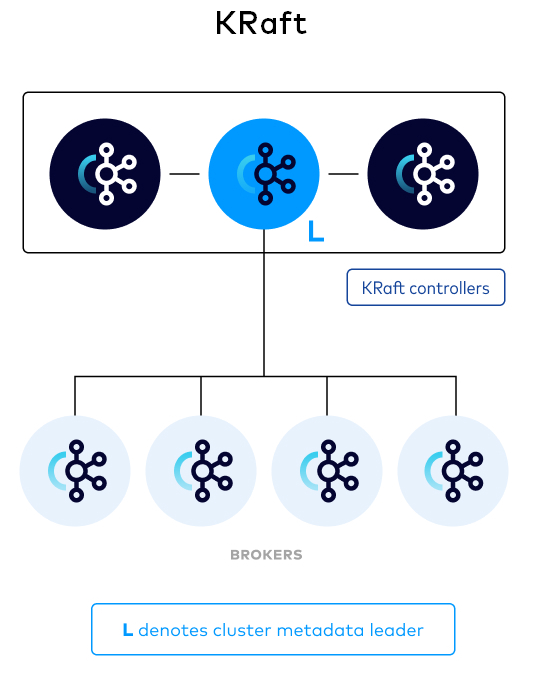 KRaft
L
KRaft controllers
BROKERS
L denotes cluster metadata leader